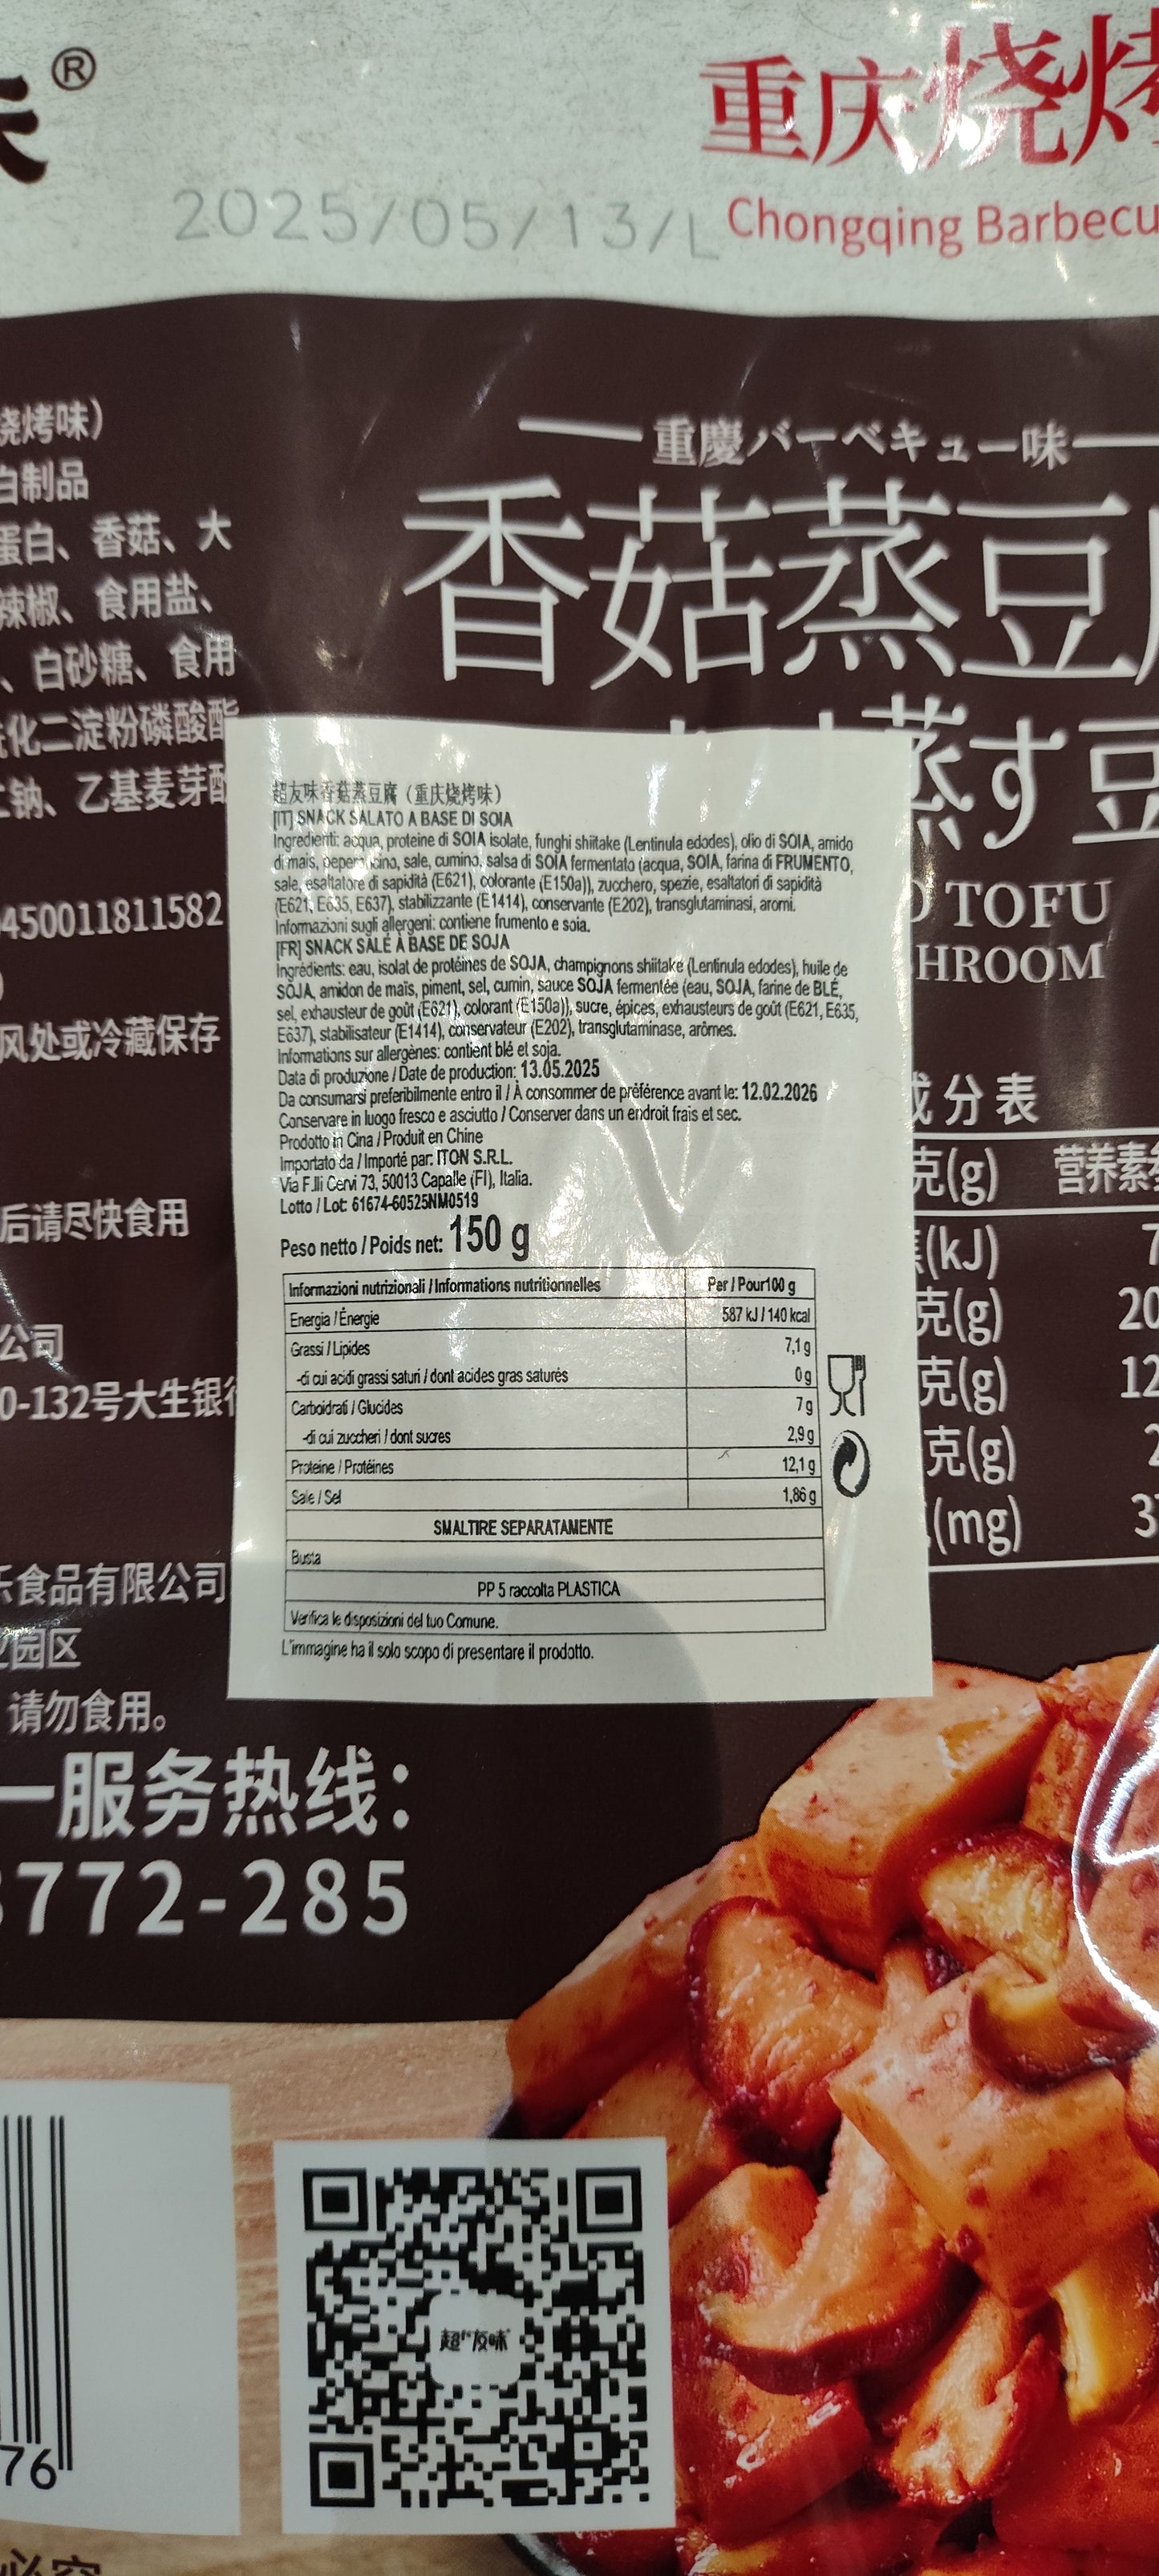 ®
重庆烧烤
2025/05/13/L
Chongqing Barbecu
烧烤味）
白制品
蛋白、香菇、大
辣椒、食用盐、
、白砂糖、食用
化二淀粉磷酸酯
二钠、乙基麦芽酚
450011811582
风处或冷藏保存
后请尽快食用
公司
0-132号大生银行
乐食品有限公司
园区
请勿食用。
一服务热线：
772-285
重慶バーベキュー味
香菇蒸豆
蒸す豆
TOFU
HROOM
超友味香菇蒸豆腐（重庆烧烤味）
[IT] SNACK SALATO A BASE DI SOIA
Ingredienti: acqua, proteine di SOIA isolate, funghi shiitake (Lentinula edodes), olio di SOIA, amido
di mais, peperoncino, sale, cumino, salsa di SOIA fermentato (acqua, SOIA, farina di FRUMENTO,
sale, esaltatore di sapidità (E621), colorante (E150a)), zucchero, spezie, esaltatori di sapidità
(E621, E635, E637), stabilizzante (E1414), conservante (E202), transglutaminasi, aromi.
Informazioni sugli allergeni: contiene frumento e soia.
[FR] SNACK SALÉ À BASE DE SOJA
Ingrédients: eau, isolat de protéines de SOJA, champignons shiitake (Lentinula edodes), huile de
SOJA, amidon de maïs, piment, sel, cumin, sauce SOJA fermentée (eau, SOJA, farine de BLÉ,
sel, exhausteur de goût (E621), colorant (E150a)), sucre, épices, exhausteurs de goût (E621, E635,
E637), stabilisateur (E1414), conservateur (E202), transglutaminase, arômes.
Informations sur allergènes: contient blé et soja.
Data di produzione / Date de production: 13.05.2025
Da consumarsi preferibilmente entro il / À consommer de préférence avant le: 12.02.2026
Conservare in luogo fresco e asciutto / Conserver dans un endroit frais et sec.
Prodotto in Cina / Produit en Chine
Importato da / Importé par: ITON S.R.L.
Via F.lli Cervi 73, 50013 Capalle (FI), Italia.
Lotto / Lot: 61674-60525NM0519
Peso netto / Poids net: 150 g
Informazioni nutrizionali / Informations nutritionnelles Per / Pour100 g
Energia / Énergie 587 kJ / 140 kcal
Grassi / Lipides 7,1 g
-di cui acidi grassi saturi / dont acides gras saturés 0 g
Carboidrati / Glucides 7 g
-di cui zuccheri / dont sucres 2,9 g
Proteine / Protéines 12,1 g
Sale / Sel 1,86 g
SMALTIRE SEPARATAMENTE
Busta
PP 5 raccolta PLASTICA
Verifica le disposizioni del tuo Comune.
L'immagine ha il solo scopo di presentare il prodotto.
成分表
克(g) 营养素
(kJ) 7
克(g) 20
克(g) 12
克(g) 2
(mg) 37
76
超友味